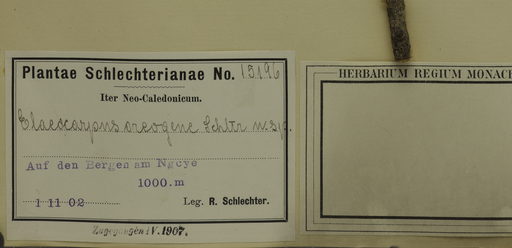 Plantae Schlechterianae No. 15196
Iter Neo-Caledonicum.
Elaeocarpus oreogena Schltr n. sp.
Auf den Bergen am Ngoye
1000.m
1 11 02 Leg. R. Schlechter.
Zugegangen IV. 1907.
HERBARIUM REGIUM MONAC